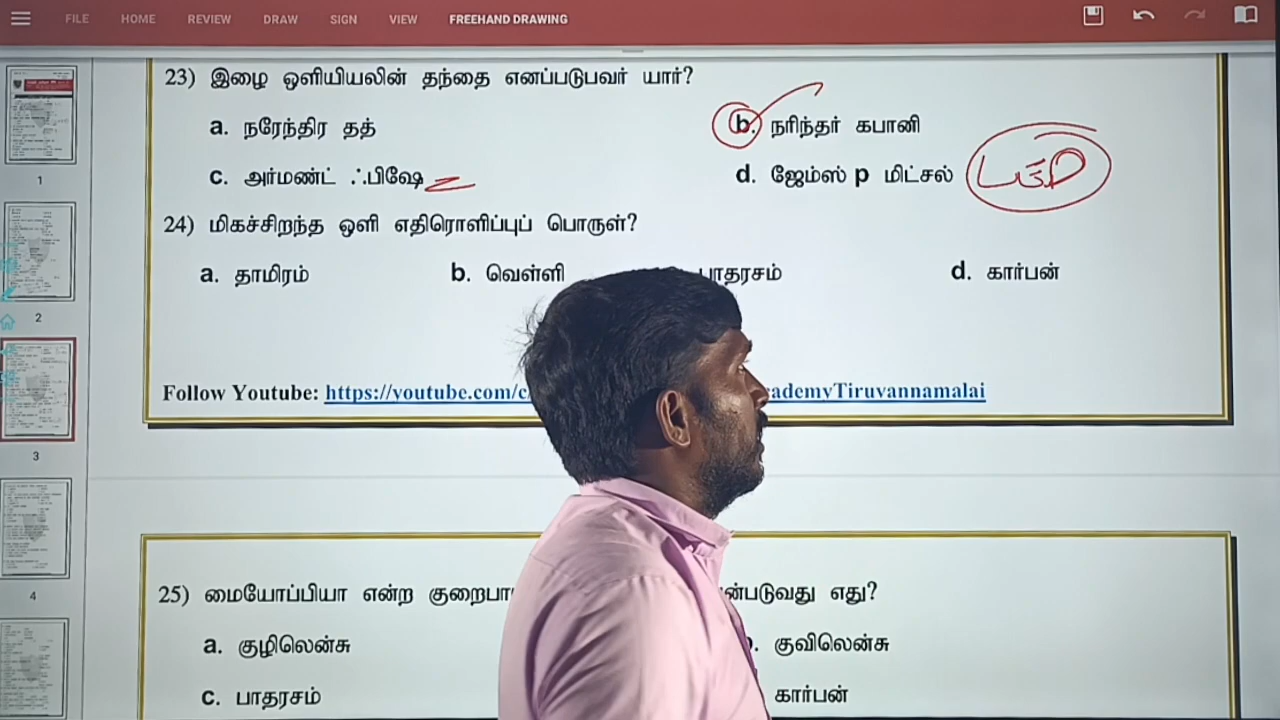 FILE HOME REVIEW DRAW SIGN VIEW FREEHAND DRAWING
23) இழை ஒளியியலின் தந்தை எனப்படுபவர் யார்?
a. நரேந்திர தத்
b. நரிந்தர் கபானி
c. அர்மண்ட் ஃபிஷே
d. ஜேம்ஸ் p மிட்சல் LED
24) மிகச்சிறந்த ஒளி எதிரொளிப்புப் பொருள்?
a. தாமிரம் b. வெள்ளி பாதரசம் d. கார்பன்
Follow Youtube: https://youtube.com/c ademyTiruvannamalai
25) மையோப்பியா என்ற எது?
a. குழிலென்சு குவிலென்சு
c. பாதரசம் கார்பன்
1
2
3
4